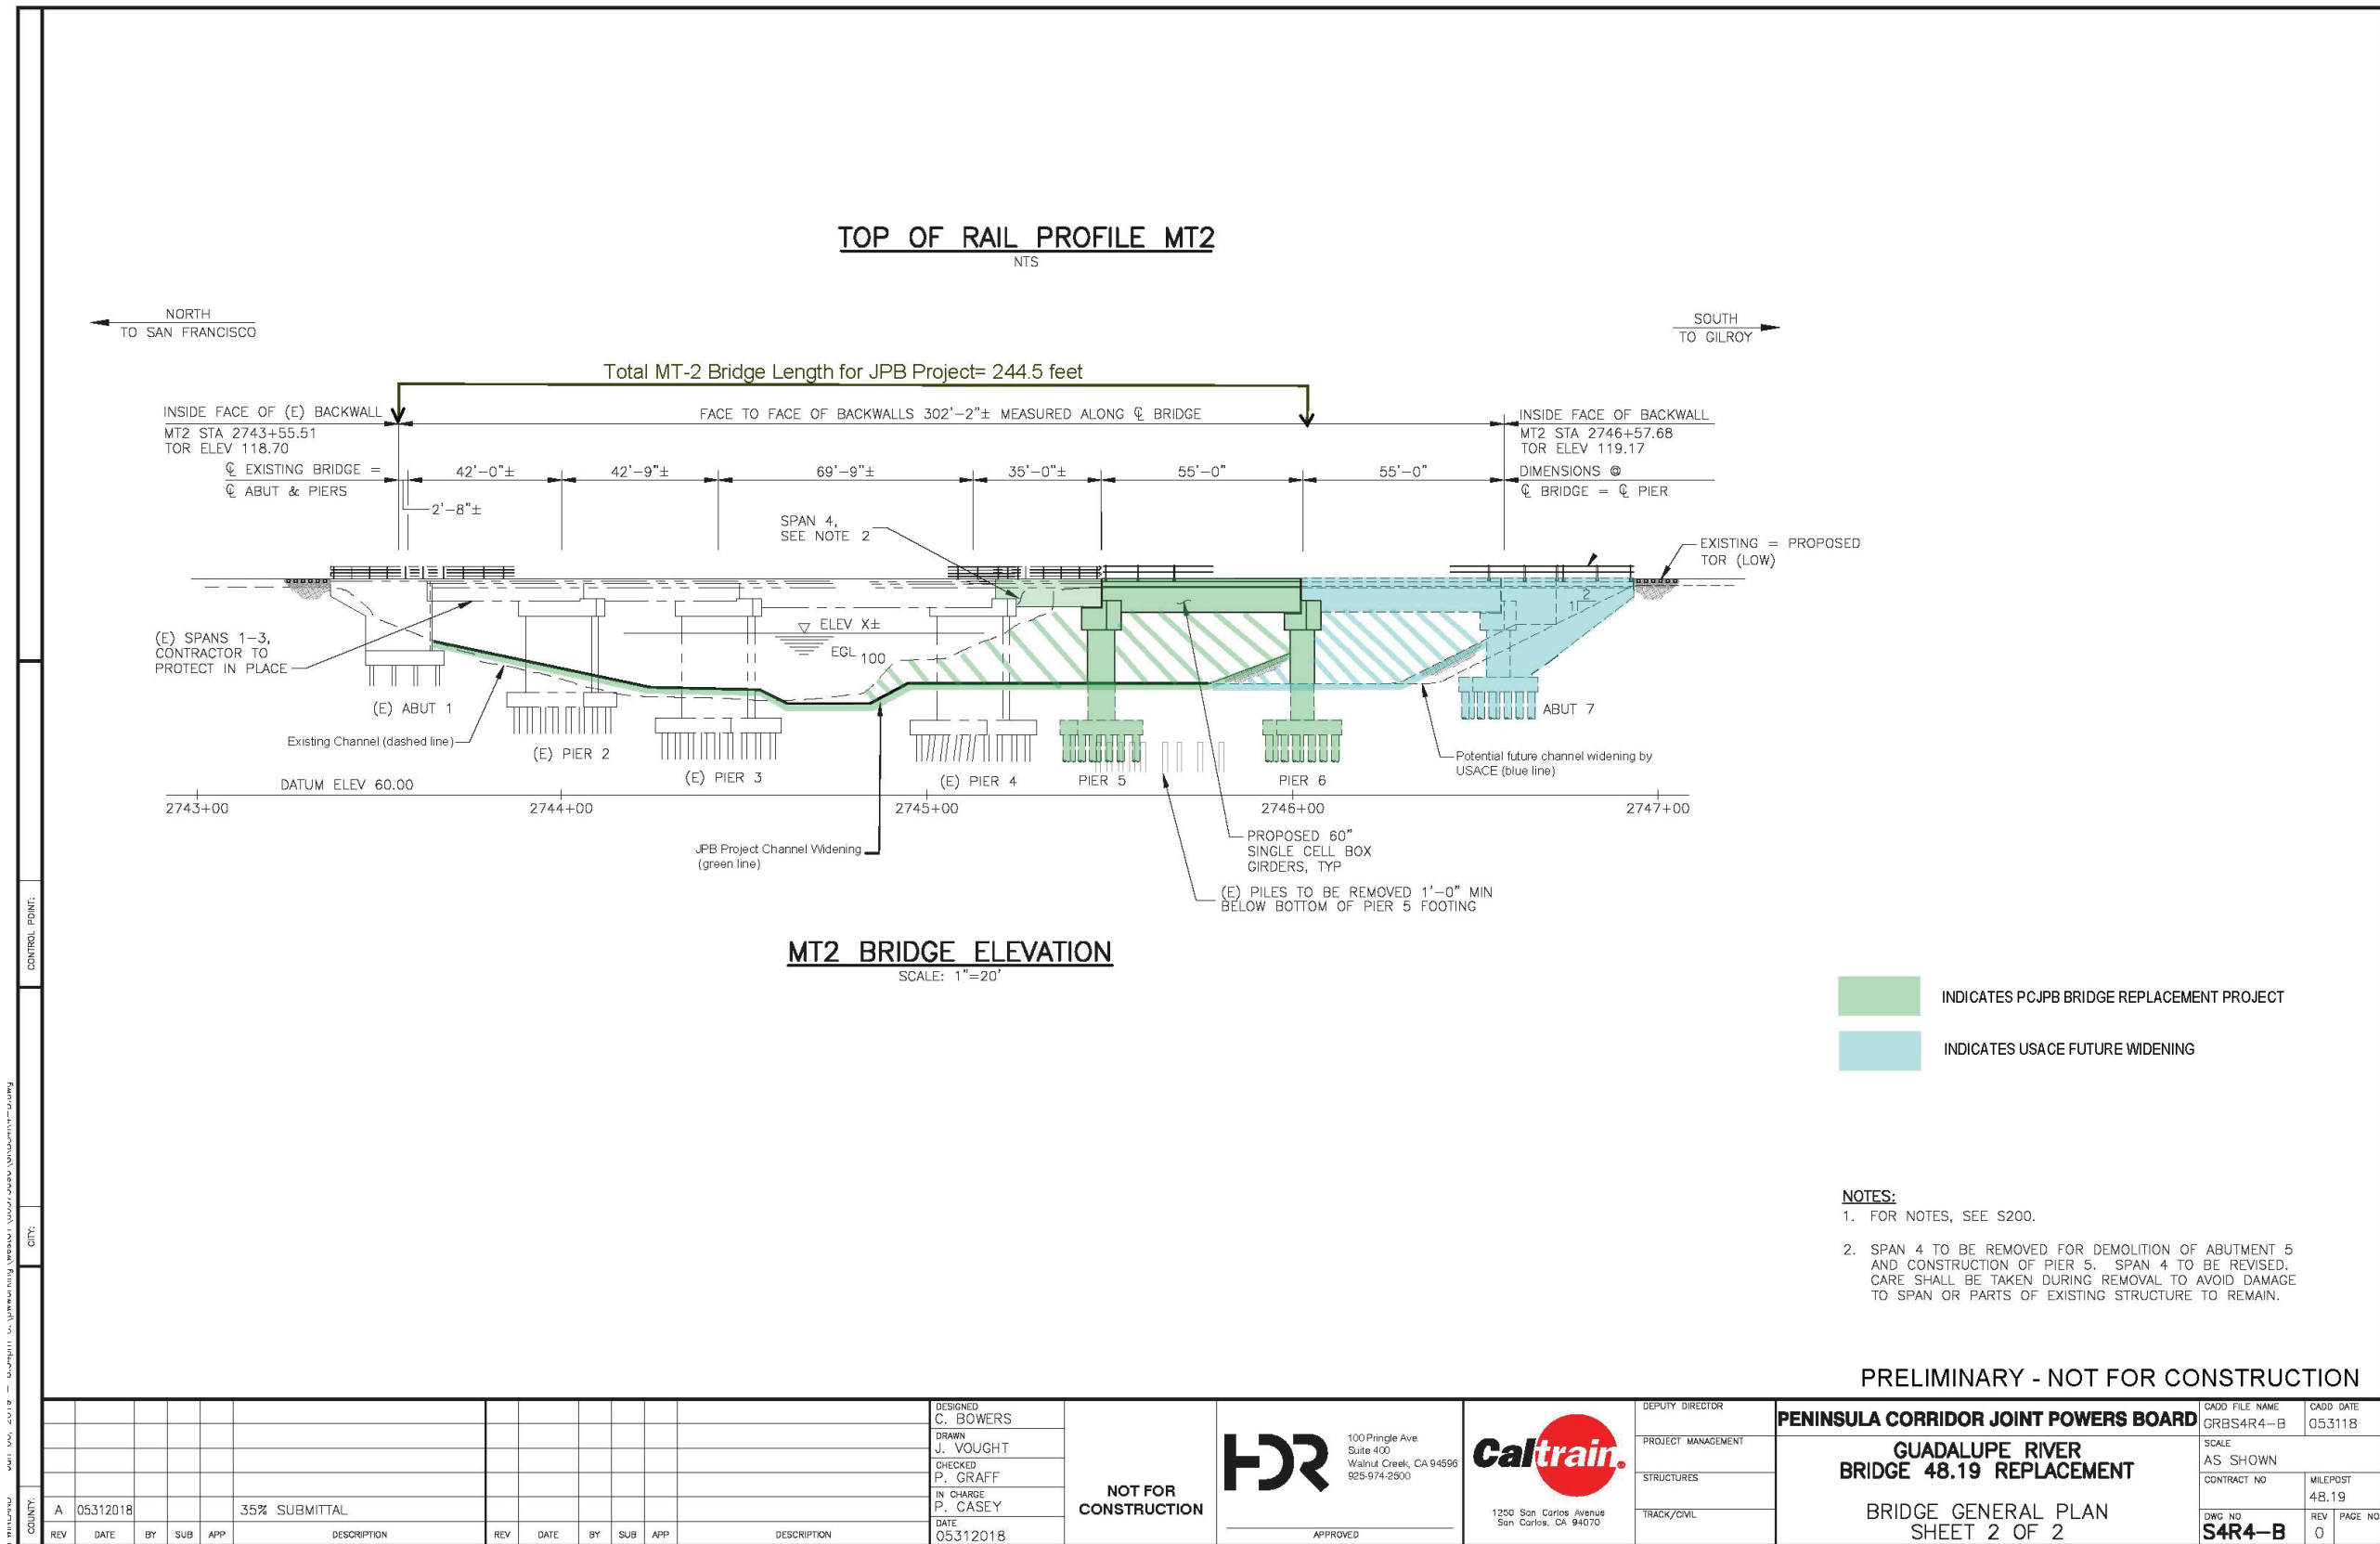 TOP OF RAIL PROFILE MT2
NTS
NORTH
TO SAN FRANCISCO
SOUTH
TO GILROY
Total MT-2 Bridge Length for JPB Project= 244.5 feet
INSIDE FACE OF (E) BACKWALL
MT2 STA 2743+55.51
TOR ELEV 118.70
FACE TO FACE OF BACKWALLS 302'-2"± MEASURED ALONG ℄ BRIDGE
INSIDE FACE OF BACKWALL
MT2 STA 2746+57.68
TOR ELEV 119.17
℄ EXISTING BRIDGE =
℄ ABUT & PIERS
42'-0"±
42'-9"±
69'-9"±
35'-0"±
55'-0"
55'-0"
DIMENSIONS @
℄ BRIDGE = ℄ PIER
2'-8"±
SPAN 4,
SEE NOTE 2
EXISTING = PROPOSED
TOR (LOW)
2
1
(E) SPANS 1-3,
CONTRACTOR TO
PROTECT IN PLACE
ELEV X±
EGL 100
(E) ABUT 1
Existing Channel (dashed line)
(E) PIER 2
(E) PIER 3
(E) PIER 4
PIER 5
PIER 6
ABUT 7
Potential future channel widening by
USACE (blue line)
DATUM ELEV 60.00
2743+00
2744+00
2745+00
2746+00
2747+00
JPB Project Channel Widening
(green line)
PROPOSED 60"
SINGLE CELL BOX
GIRDERS, TYP
(E) PILES TO BE REMOVED 1'-0" MIN
BELOW BOTTOM OF PIER 5 FOOTING
MT2 BRIDGE ELEVATION
SCALE: 1"=20'
INDICATES PCJPB BRIDGE REPLACEMENT PROJECT
INDICATES USACE FUTURE WIDENING
NOTES:
1. FOR NOTES, SEE S200.
2. SPAN 4 TO BE REMOVED FOR DEMOLITION OF ABUTMENT 5
AND CONSTRUCTION OF PIER 5. SPAN 4 TO BE REVISED.
CARE SHALL BE TAKEN DURING REMOVAL TO AVOID DAMAGE
TO SPAN OR PARTS OF EXISTING STRUCTURE TO REMAIN.
PRELIMINARY - NOT FOR CONSTRUCTION
CONTROL POINT:
CITY:
COUNTY:
A 05312018 35% SUBMITTAL
REV DATE BY SUB APP DESCRIPTION
REV DATE BY SUB APP DESCRIPTION
DESIGNED
C. BOWERS
DRAWN
J. VOUGHT
CHECKED
P. GRAFF
IN CHARGE
P. CASEY
DATE
05312018
NOT FOR
CONSTRUCTION
HDR
100 Pringle Ave.
Suite 400
Walnut Creek, CA 94596
925-974-2500
APPROVED
Caltrain®
1250 San Carlos Avenue
San Carlos, CA 94070
DEPUTY DIRECTOR
PROJECT MANAGEMENT
STRUCTURES
TRACK/CIVIL
PENINSULA CORRIDOR JOINT POWERS BOARD
GUADALUPE RIVER
BRIDGE 48.19 REPLACEMENT
BRIDGE GENERAL PLAN
SHEET 2 OF 2
CADD FILE NAME
GRBS4R4-B
CADD DATE
053118
SCALE
AS SHOWN
CONTRACT NO
MILEPOST
48.19
DWG NO
S4R4-B
REV
0
PAGE NO